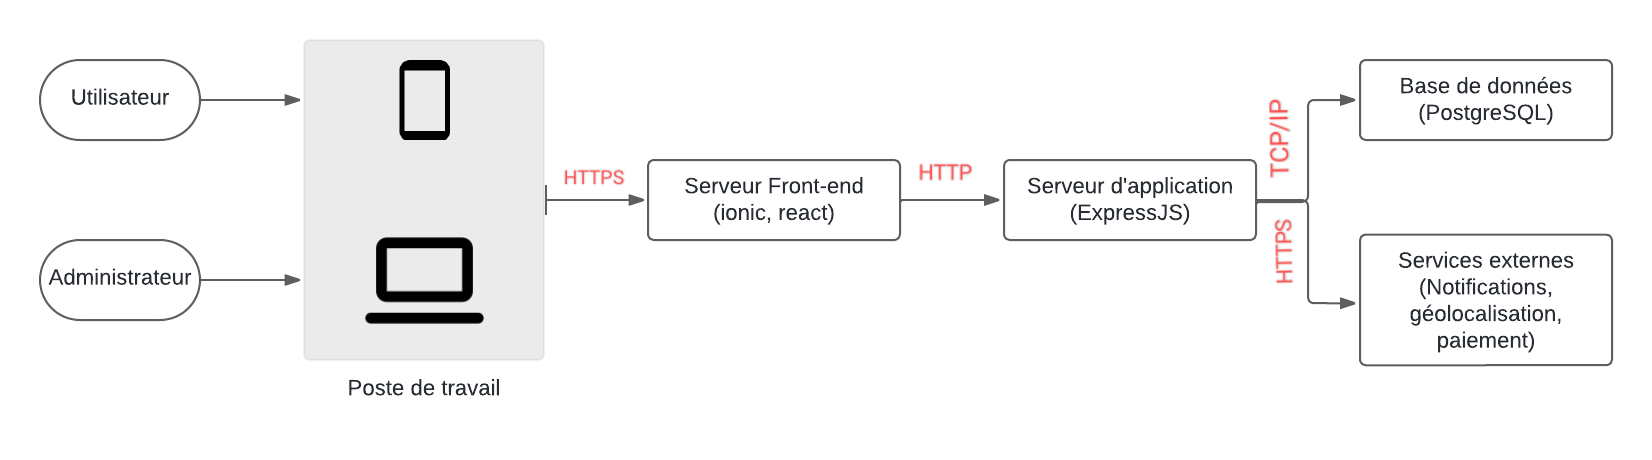 Utilisateur
Administrateur
Poste de travail
HTTPS
Serveur Front-end
(ionic, react)
HTTP
Serveur d'application
(ExpressJS)
TCP/IP
HTTPS
Base de données
(PostgreSQL)
Services externes
(Notifications,
géolocalisation,
paiement)